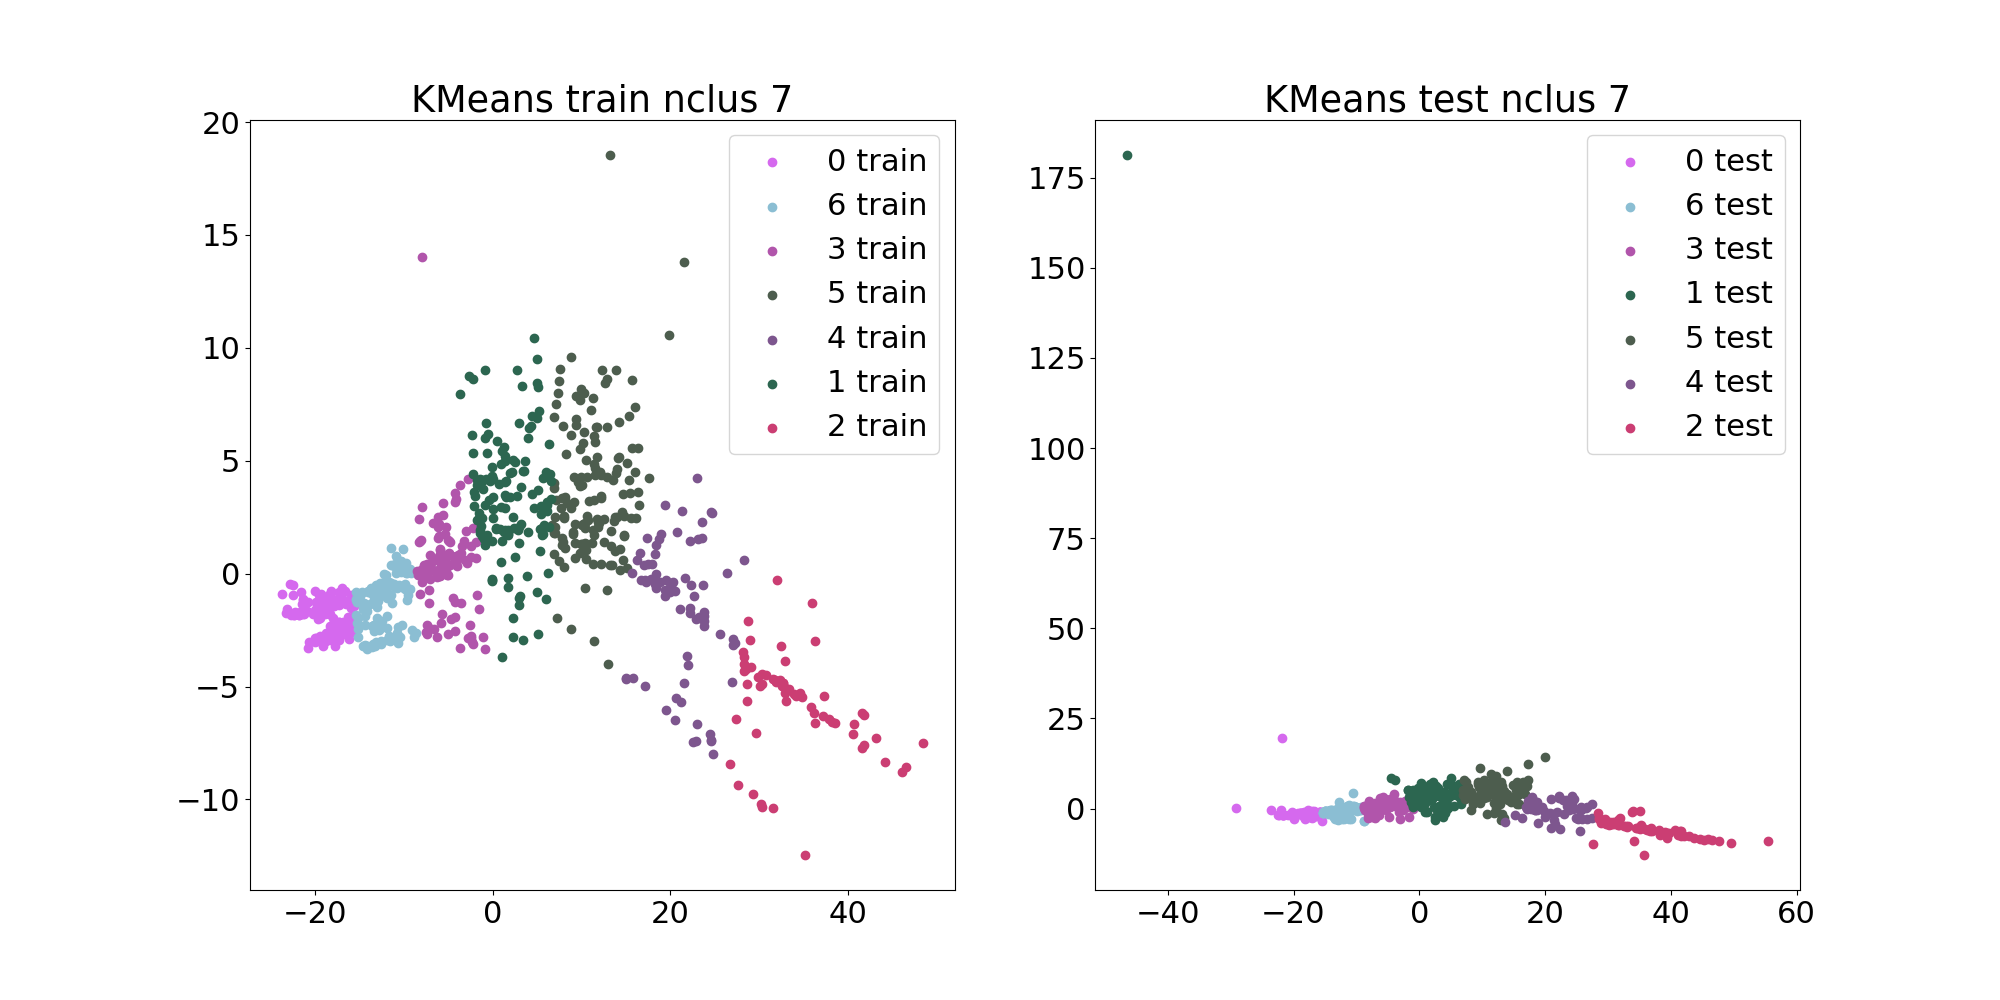 KMeans train nclus 7
20
15
10
5
0
−5
−10
−20
0
20
40
0 train
6 train
3 train
5 train
4 train
1 train
2 train
KMeans test nclus 7
175
150
125
100
75
50
25
0
−40
−20
0
20
40
60
0 test
6 test
3 test
1 test
5 test
4 test
2 test